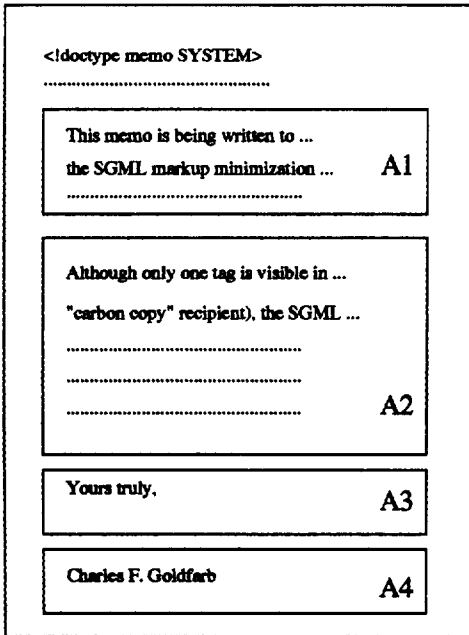 <!doctype memo SYSTEM>
................................................
This memo is being written to ...
the SGML markup minimization ...
A1
..................................................
Although only one tag is visible in ...
"carbon copy" recipient), the SGML ...
..................................................
..................................................
..................................................
A2
Yours truly,
A3
Charles F. Goldfarb
A4